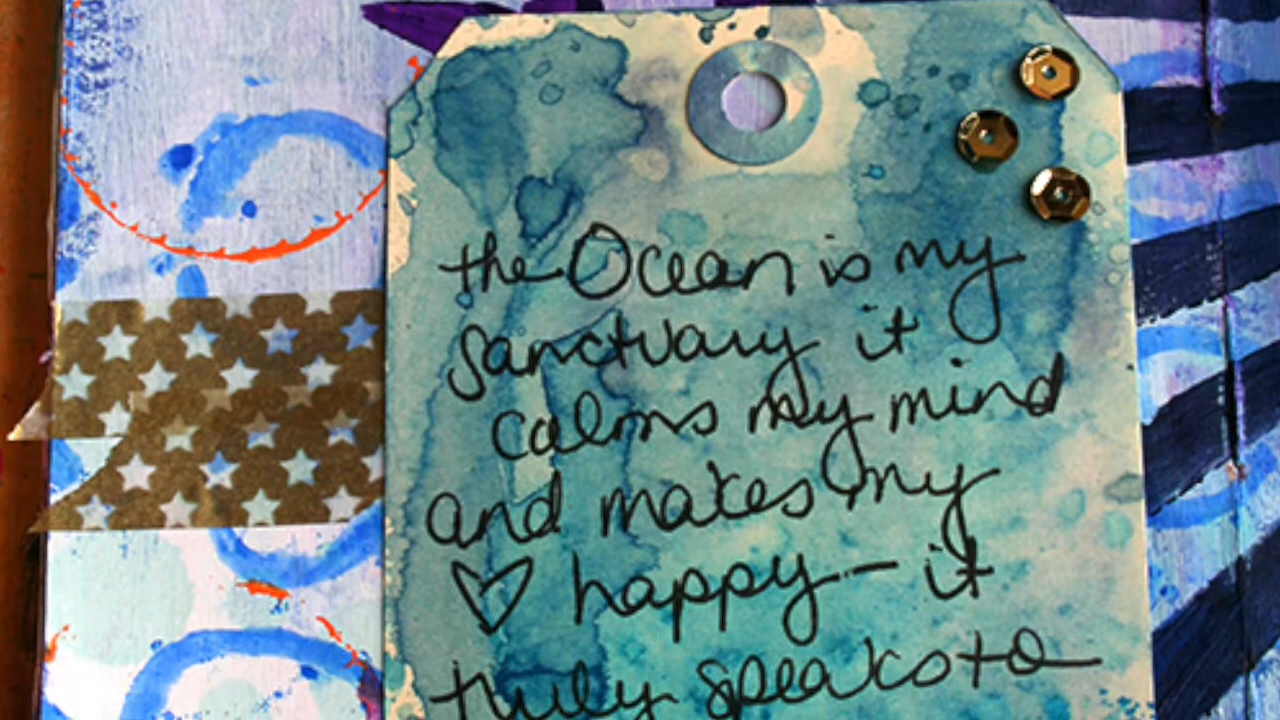 the Ocean is my
sanctuary it
calms my mind
and makes my
♡ happy — it
truly speaks to